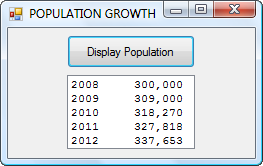 POPULATION GROWTH
Display Population
2008 300,000
2009 309,000
2010 318,270
2011 327,818
2012 337,653